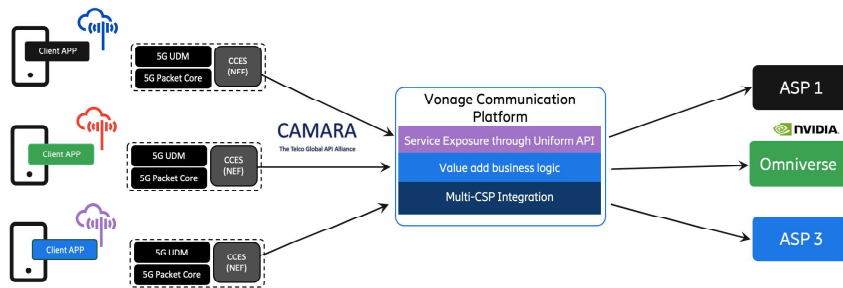 Client APP
5G UDM
5G Packet Core
CCES
(NEF)
Client APP
5G UDM
5G Packet Core
CCES
(NEF)
Client APP
5G UDM
5G Packet Core
CCES
(NEF)
CAMARA
The Telco Global API Alliance
Vonage Communication
Platform
Service Exposure through Uniform API
Value add business logic
Multi-CSP Integration
ASP 1
NVIDIA.
Omniverse
ASP 3